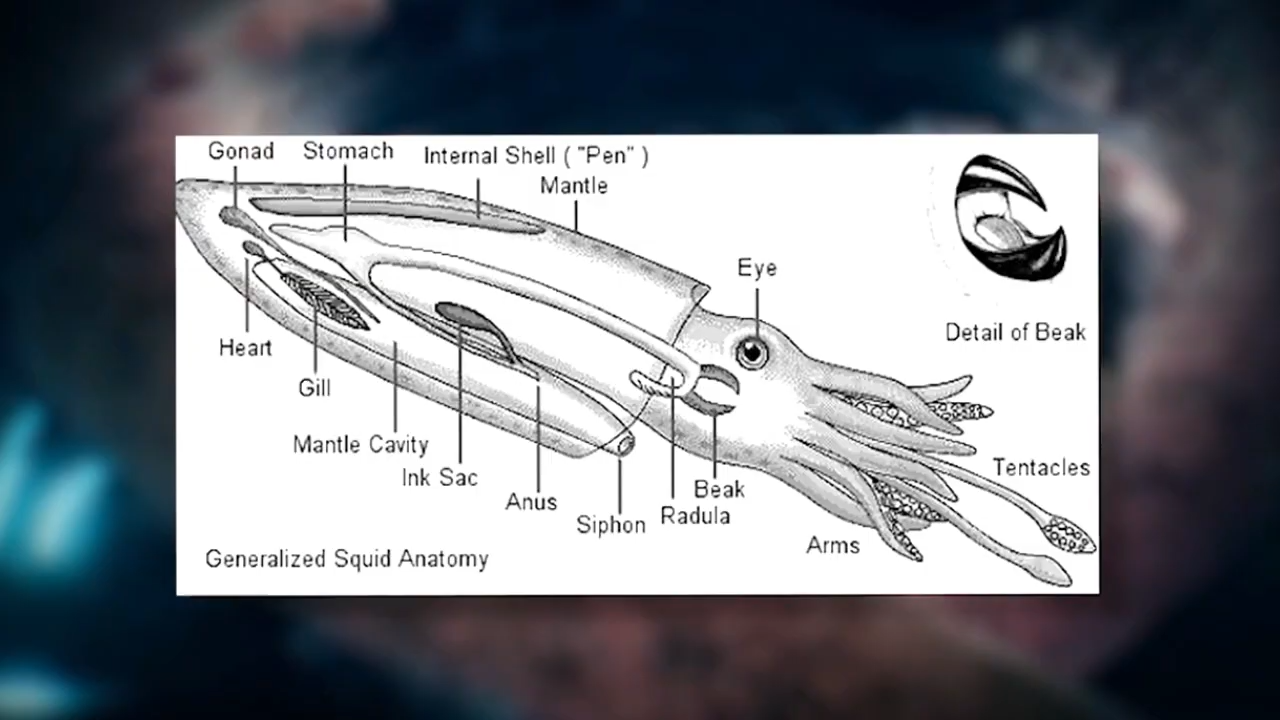 Gonad
Stomach
Internal Shell ( "Pen" )
Mantle
Eye
Detail of Beak
Heart
Gill
Mantle Cavity
Ink Sac
Anus
Siphon
Beak
Radula
Tentacles
Arms
Generalized Squid Anatomy